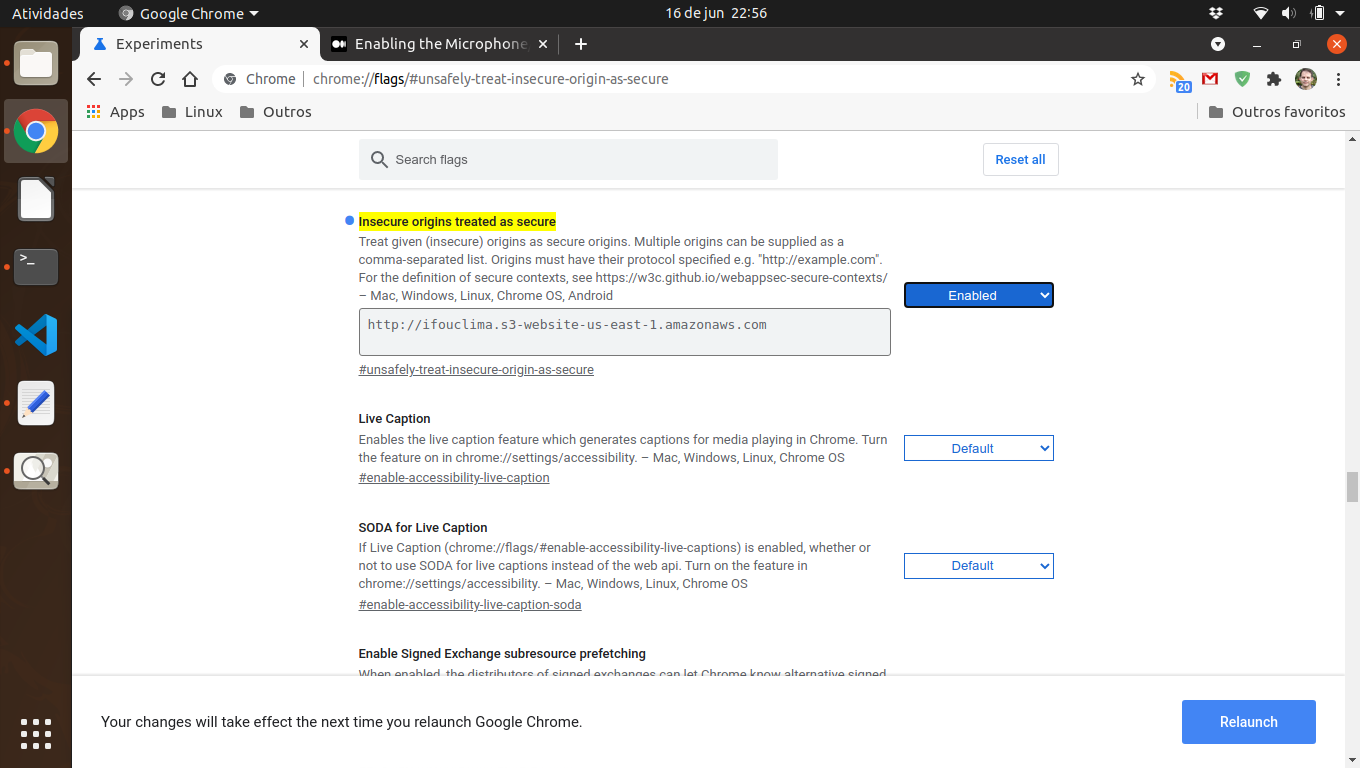 Atividades
Google Chrome
16 de jun 22:56
Experiments
Enabling the Microphone
Chrome
chrome://flags/#unsafely-treat-insecure-origin-as-secure
20
Apps
Linux
Outros
Outros favoritos
Search flags
Reset all
Insecure origins treated as secure
Treat given (insecure) origins as secure origins. Multiple origins can be supplied as a
comma-separated list. Origins must have their protocol specified e.g. "http://example.com".
For the definition of secure contexts, see https://w3c.github.io/webappsec-secure-contexts/
– Mac, Windows, Linux, Chrome OS, Android
Enabled
http://ifouclima.s3-website-us-east-1.amazonaws.com
#unsafely-treat-insecure-origin-as-secure
Live Caption
Enables the live caption feature which generates captions for media playing in Chrome. Turn
the feature on in chrome://settings/accessibility. – Mac, Windows, Linux, Chrome OS
Default
#enable-accessibility-live-caption
SODA for Live Caption
If Live Caption (chrome://flags/#enable-accessibility-live-captions) is enabled, whether or
not to use SODA for live captions instead of the web api. Turn on the feature in
chrome://settings/accessibility. – Mac, Windows, Linux, Chrome OS
Default
#enable-accessibility-live-caption-soda
Enable Signed Exchange subresource prefetching
When enabled, the distributors of signed exchanges can let Chrome know alternative signed
Your changes will take effect the next time you relaunch Google Chrome.
Relaunch